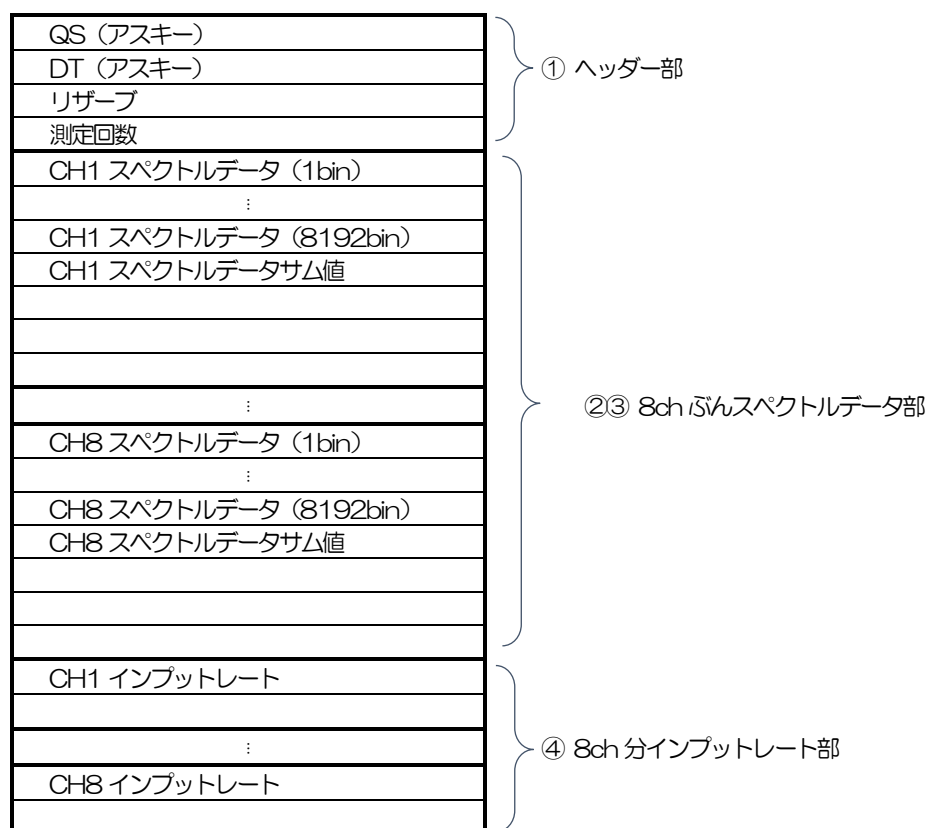 QS（アスキー）
DT（アスキー）
リザーブ
測定回数
① ヘッダー部
CH1 スペクトルデータ（1bin）
⋮
CH1 スペクトルデータ（8192bin）
CH1 スペクトルデータサム値
⋮
CH8 スペクトルデータ（1bin）
⋮
CH8 スペクトルデータ（8192bin）
CH8 スペクトルデータサム値
②③ 8ch ぶんスペクトルデータ部
CH1 インプットレート
⋮
CH8 インプットレート
④ 8ch 分インプットレート部